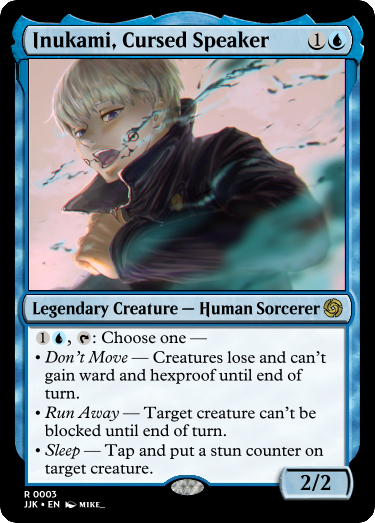 Inukami, Cursed Speaker 1
Legendary Creature — Human Sorcerer
1 , : Choose one —
• Don't Move — Creatures lose and can't
gain ward and hexproof until end of
turn.
• Run Away — Target creature can't be
blocked until end of turn.
• Sleep — Tap and put a stun counter on
target creature.
2/2
R 0003
JJK • EN MIKE_